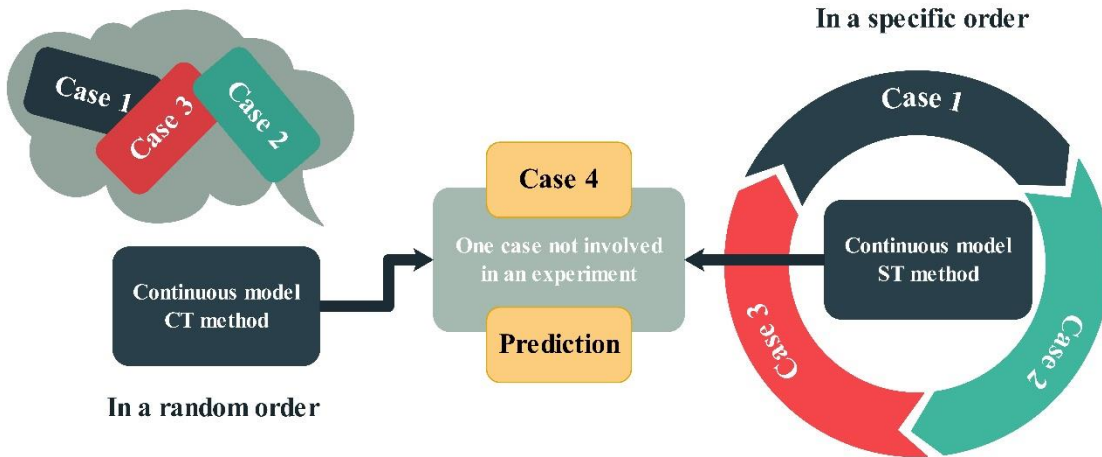 In a specific order
Case 1
Case 3
Case 2
Case 1
Case 2
Case 3
Case 4
One case not involved
in an experiment
Prediction
Continuous model
CT method
In a random order
Continuous model
ST method